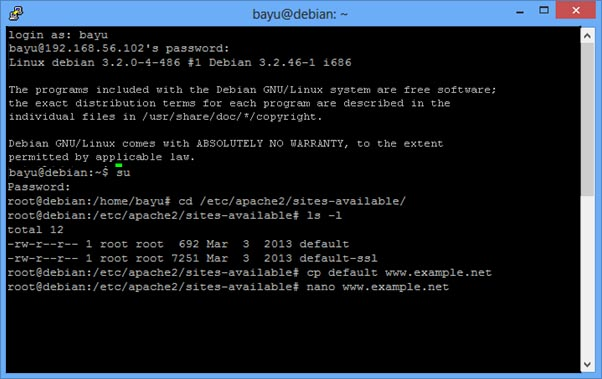 bayu@debian: ~
login as: bayu
bayu@192.168.56.102's password:
Linux debian 3.2.0-4-486 #1 Debian 3.2.46-1 i686
The programs included with the Debian GNU/Linux system are free software;
the exact distribution terms for each program are described in the
individual files in /usr/share/doc/*/copyright.
Debian GNU/Linux comes with ABSOLUTELY NO WARRANTY, to the extent
permitted by applicable law.
bayu@debian:~$ su
Password:
root@debian:/home/bayu# cd /etc/apache2/sites-available/
root@debian:/etc/apache2/sites-available# ls -l
total 12
-rw-r--r-- 1 root root  692 Mar  3  2013 default
-rw-r--r-- 1 root root 7251 Mar  3  2013 default-ssl
root@debian:/etc/apache2/sites-available# cp default www.example.net
root@debian:/etc/apache2/sites-available# nano www.example.net